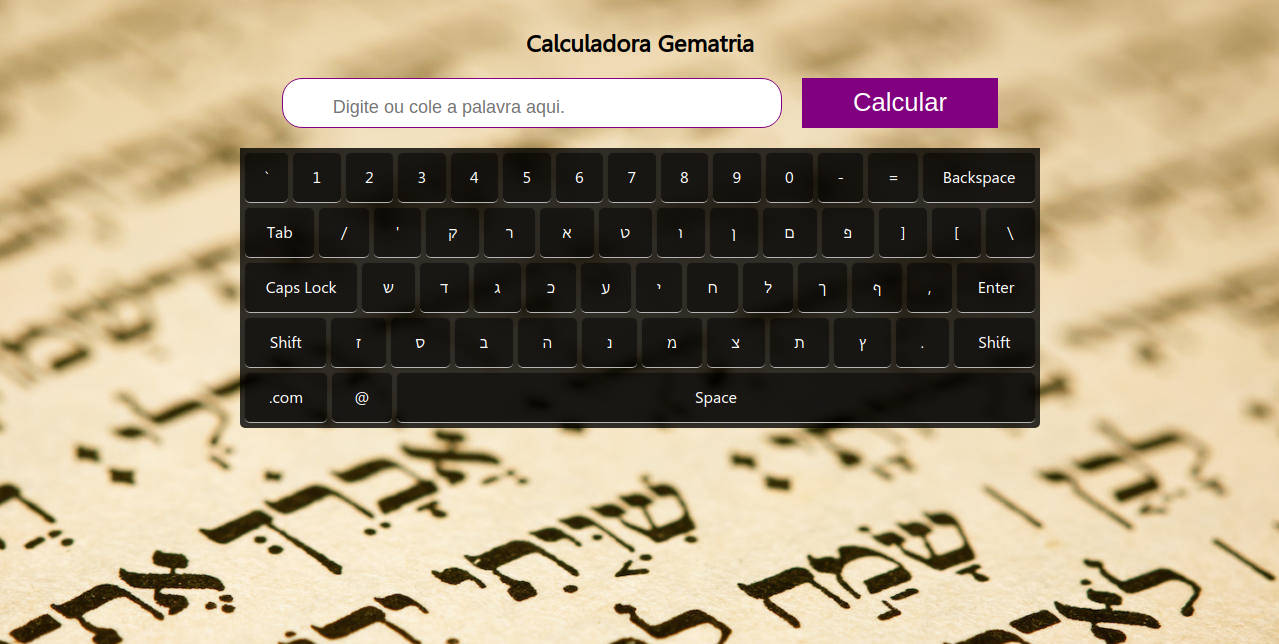 Calculadora Gematria
Digite ou cole a palavra aqui. Calcular
` 1 2 3 4 5 6 7 8 9 0 - = Backspace
Tab / ' ק ר א ט ו ן ם פ ] [ \
Caps Lock ש ד ג כ ע י ח ל ך ף , Enter
Shift ז ס ב ה נ מ צ ת ץ . Shift
.com @ Space